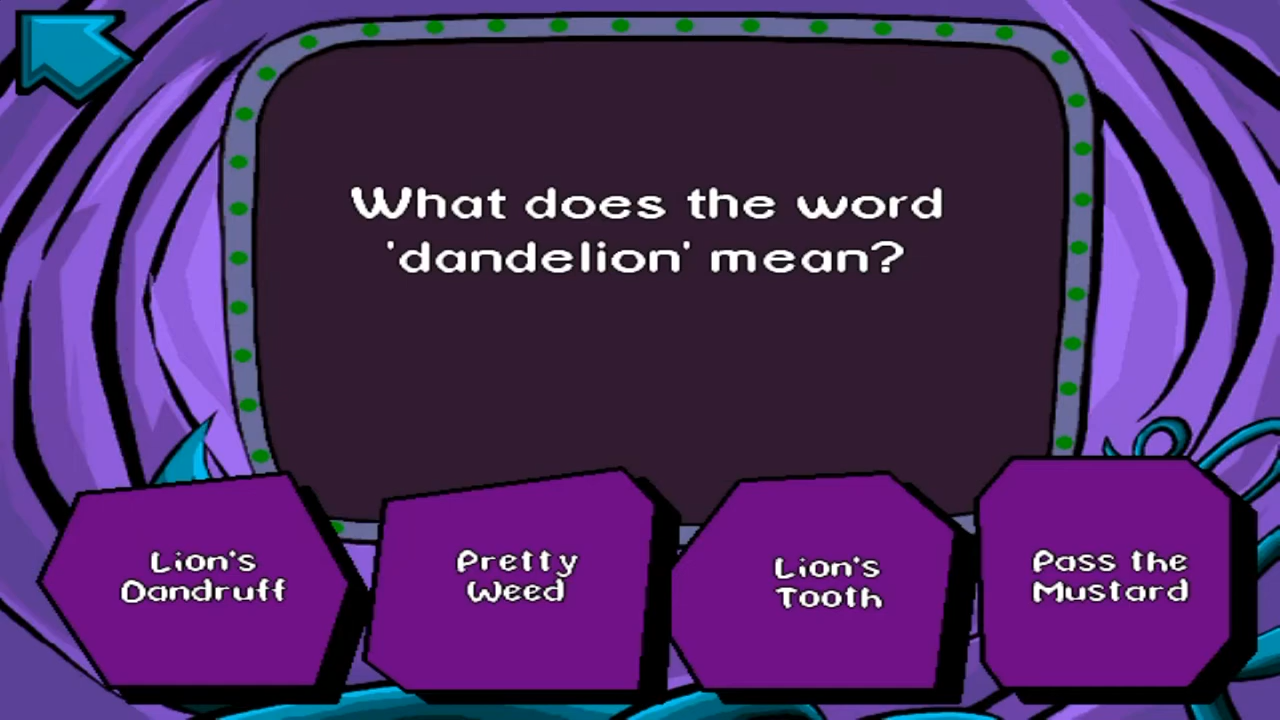 What does the word
'dandelion' mean?
Lion's
Dandruff
Pretty
Weed
Lion's
Tooth
Pass the
Mustard